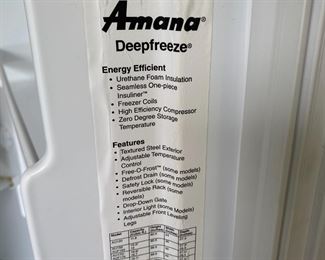 Amana®
Deepfreeze®
Energy Efficient
• Urethane Foam Insulation
• Seamless One-piece
Insuliner™
• Freezer Coils
• High Efficiency Compressor
• Zero Degree Storage
Temperature
Features
• Textured Steel Exterior
• Adjustable Temperature
Control
• Free-O-Frost™ (some models)
• Defrost Drain (some models)
• Safety Lock (some models)
• Reversible Rack (some
models)
• Drop-Down Gate
• Interior Light (some Models)
• Adjustable Front Leveling
Legs
Model